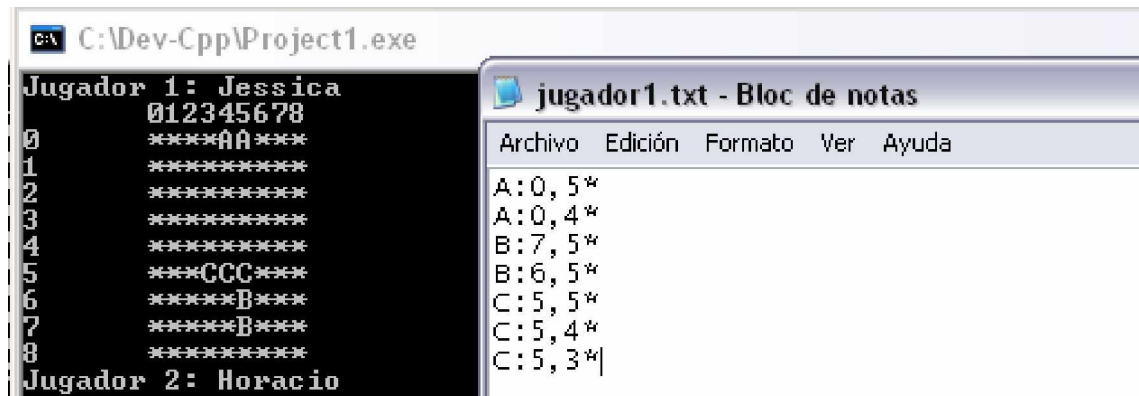 C:\Dev-Cpp\Project1.exe
Jugador 1: Jessica
012345678
0 ****AA***
1 *********
2 *********
3 *********
4 *********
5 ***CCC***
6 *****B***
7 *****B***
8 *********
Jugador 2: Horacio
jugador1.txt - Bloc de notas
Archivo Edición Formato Ver Ayuda
A:0,5*
A:0,4*
B:7,5*
B:6,5*
C:5,5*
C:5,4*
C:5,3*